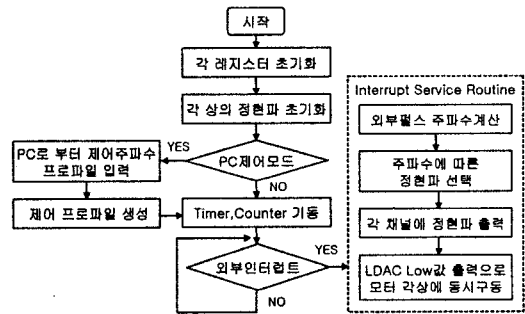 시작
각 레지스터 초기화
각 상의 정현파 초기화
PC제어모드
YES
NO
PC로 부터 제어주파수
프로파일 입력
제어 프로파일 생성
Timer,Counter 기동
외부인터럽트
YES
NO
Interrupt Service Routine
외부펄스 주파수계산
주파수에 따른
정현파 선택
각 채널에 정현파 출력
LDAC Low값 출력으로
모터 각상에 동시구동